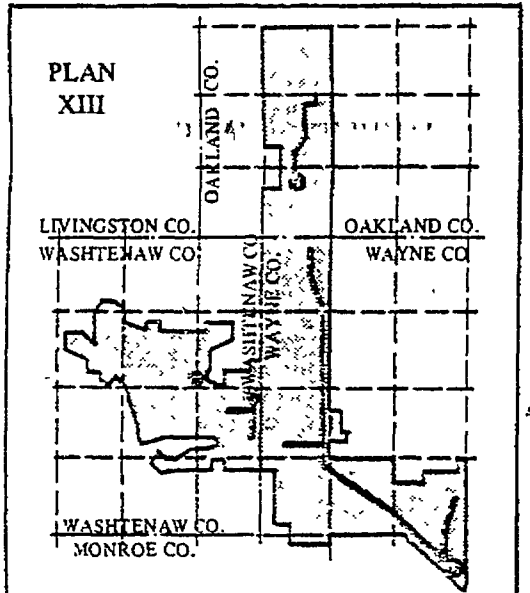 PLAN
XIII
OAKLAND CO.
LIVINGSTON CO.
WASHTENAW CO
OAKLAND CO.
WAYNE CO
WASHTENAW CO
WAYNE CO.
WASHTENAW CO.
MONROE CO.